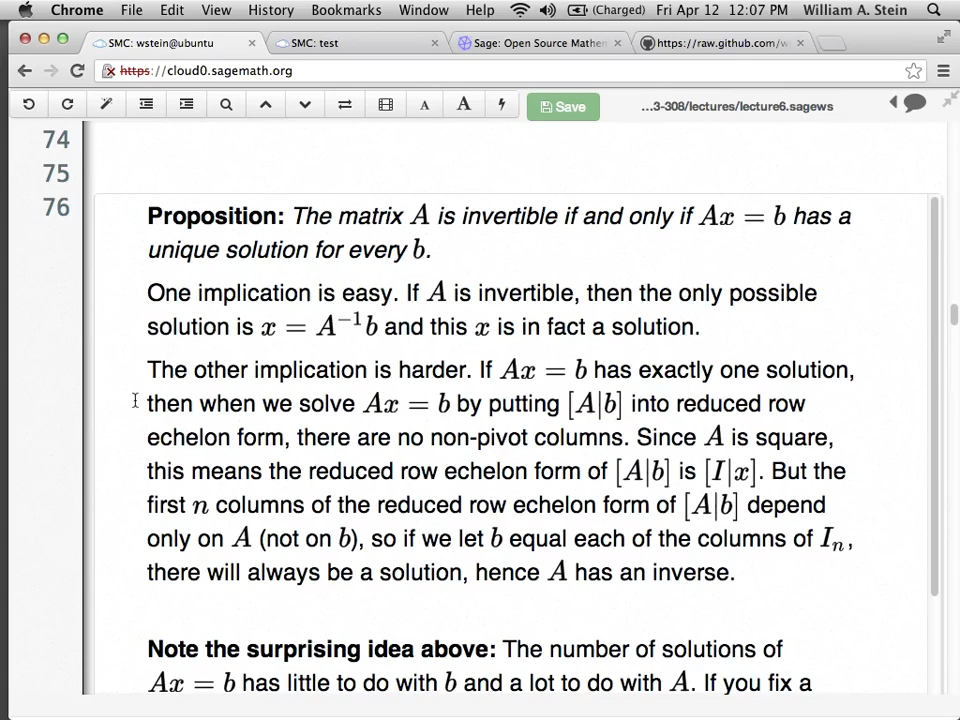 Chrome File Edit View History Bookmarks Window Help (Charged) Fri Apr 12 12:07 PM William A. Stein
SMC: wstein@ubuntu × SMC: test × Sage: Open Source Mathem × https://raw.github.com/w ×
https://cloud0.sagemath.org
A A Save ...3-308/lectures/lecture6.sagews
74
75
76
Proposition: The matrix A is invertible if and only if Ax = b has a
unique solution for every b.
One implication is easy. If A is invertible, then the only possible
solution is x = A⁻¹b and this x is in fact a solution.
The other implication is harder. If Ax = b has exactly one solution,
then when we solve Ax = b by putting [A|b] into reduced row
echelon form, there are no non-pivot columns. Since A is square,
this means the reduced row echelon form of [A|b] is [I|x]. But the
first n columns of the reduced row echelon form of [A|b] depend
only on A (not on b), so if we let b equal each of the columns of Iₙ,
there will always be a solution, hence A has an inverse.
Note the surprising idea above: The number of solutions of
Ax = b has little to do with b and a lot to do with A. If you fix a